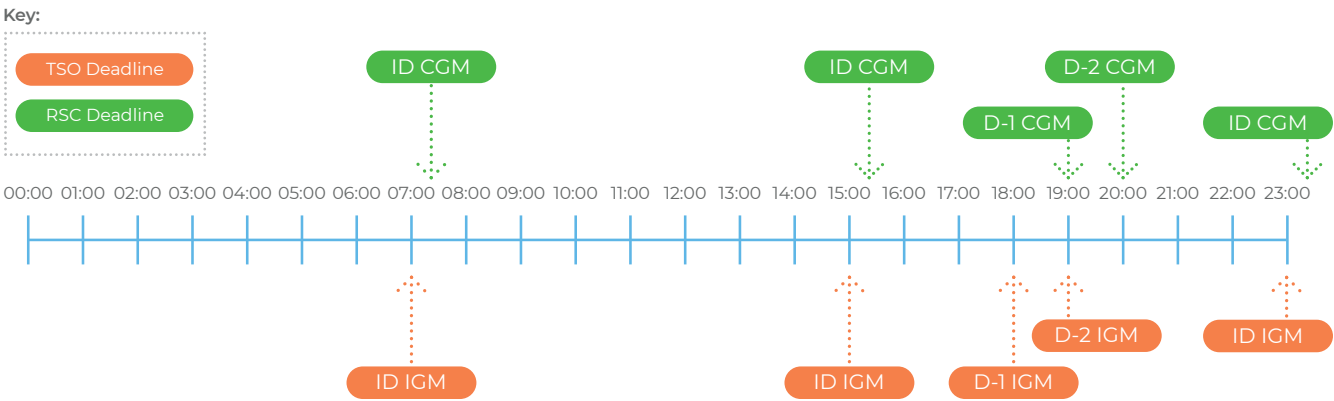 Key:
TSO Deadline
RSC Deadline
ID CGM
ID CGM
D-2 CGM
D-1 CGM
ID CGM
00:00 01:00 02:00 03:00 04:00 05:00 06:00 07:00 08:00 09:00 10:00 11:00 12:00 13:00 14:00 15:00 16:00 17:00 18:00 19:00 20:00 21:00 22:00 23:00
D-2 IGM
ID IGM
ID IGM
ID IGM
D-1 IGM